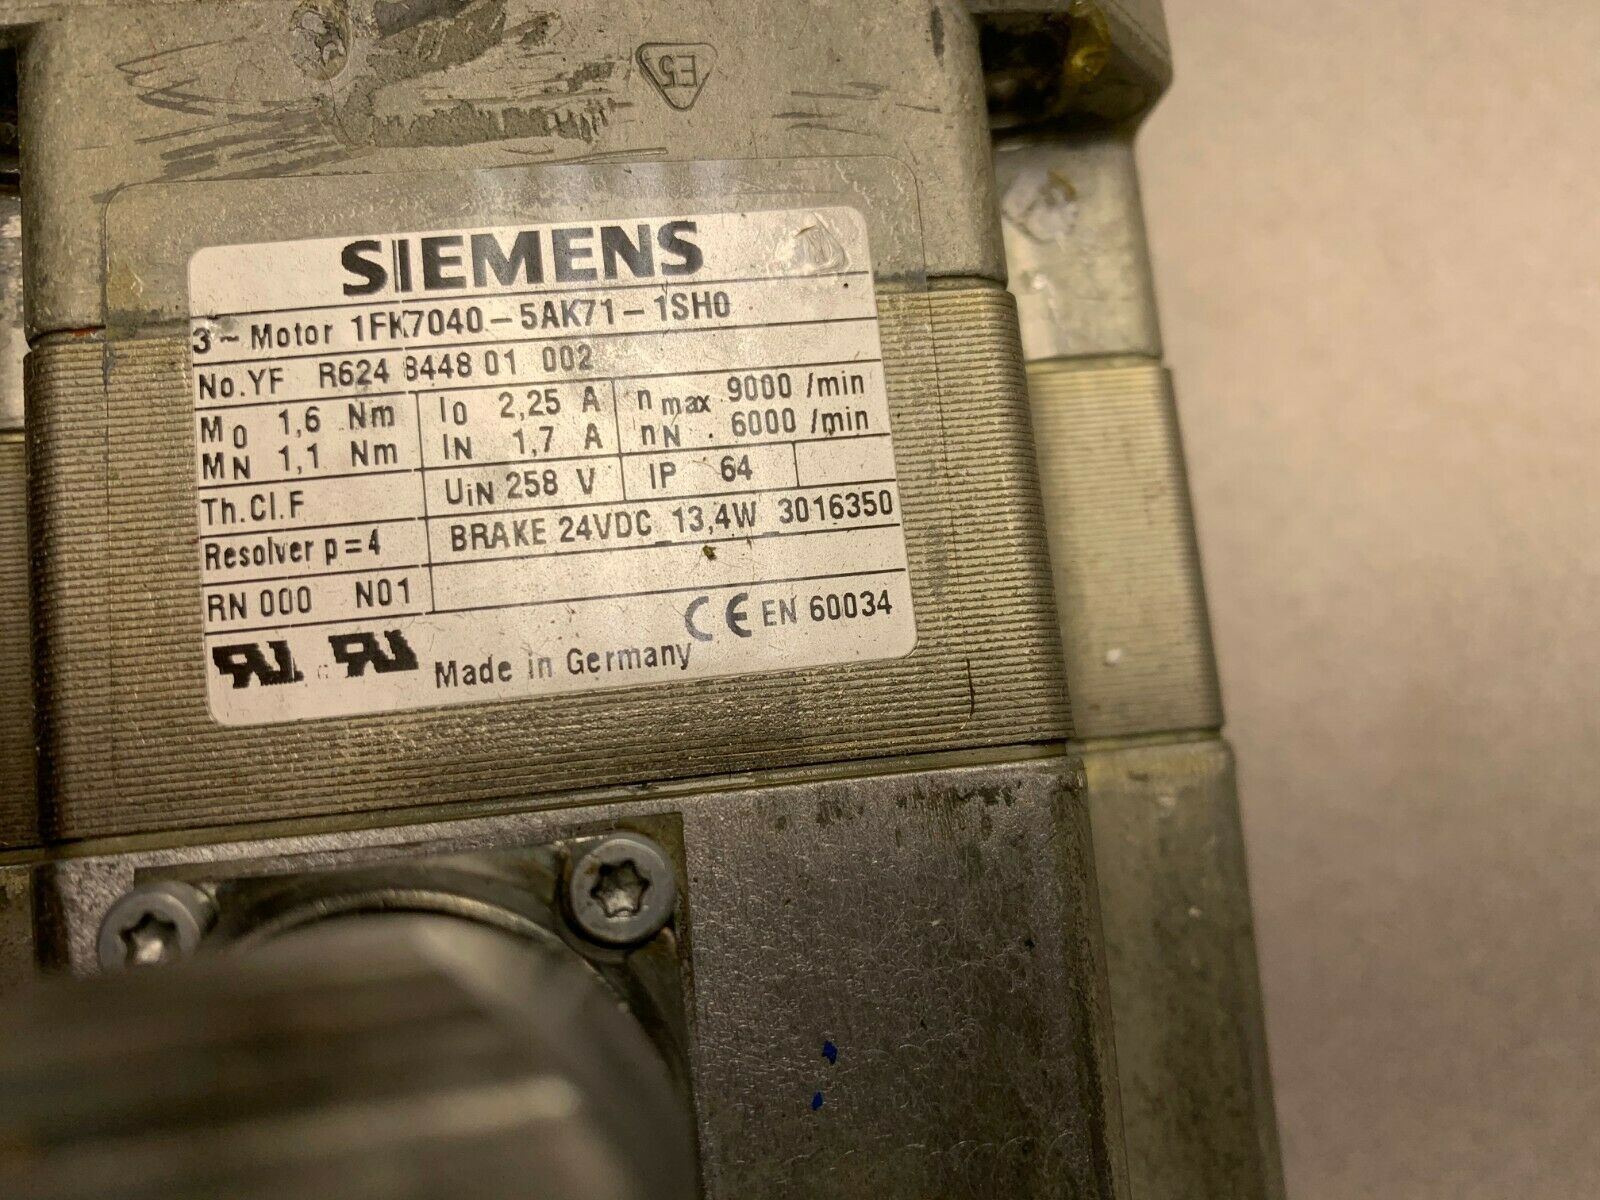 E5
SIEMENS
3~Motor 1FK7040-5AK71-1SH0
No.YF R624 8448 01 002
M0 1,6 Nm I0 2,25 A nmax 9000 /min
MN 1,1 Nm IN 1,7 A nN 6000 /min
Th.Cl.F UiN 258 V IP 64
Resolver p=4 BRAKE 24VDC 13,4W 3016350
RN 000 N01
Made in Germany CE EN 60034